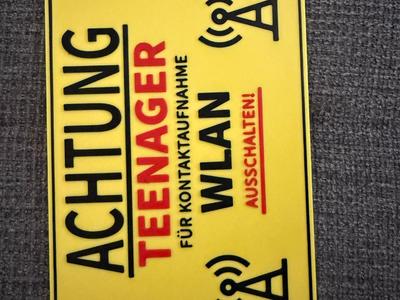 ACHTUNG
TEENAGER
FÜR KONTAKTAUFNAHME
WLAN
AUSSCHALTEN!